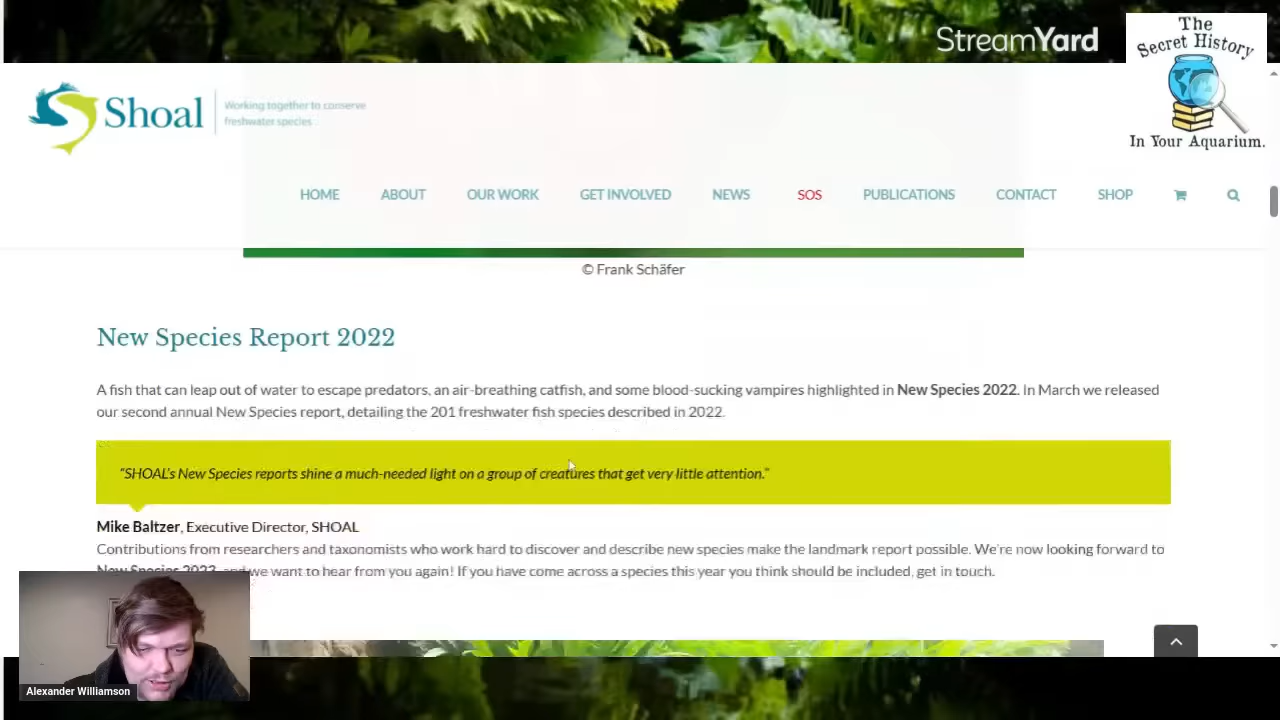 StreamYard
The
Secret History
In Your Aquarium.
Shoal
Working together to conserve
freshwater species
HOME ABOUT OUR WORK GET INVOLVED NEWS SOS PUBLICATIONS CONTACT SHOP
© Frank Schäfer
New Species Report 2022
A fish that can leap out of water to escape predators, an air-breathing catfish, and some blood-sucking vampires highlighted in New Species 2022. In March we released
our second annual New Species report, detailing the 201 freshwater fish species described in 2022.
"SHOAL's New Species reports shine a much-needed light on a group of creatures that get very little attention."
Mike Baltzer, Executive Director, SHOAL
Contributions from researchers and taxonomists who work hard to discover and describe new species make the landmark report possible. We're now looking forward to
New Species 2023, and we want to hear from you again! If you have come across a species this year you think should be included, get in touch.
Alexander Williamson